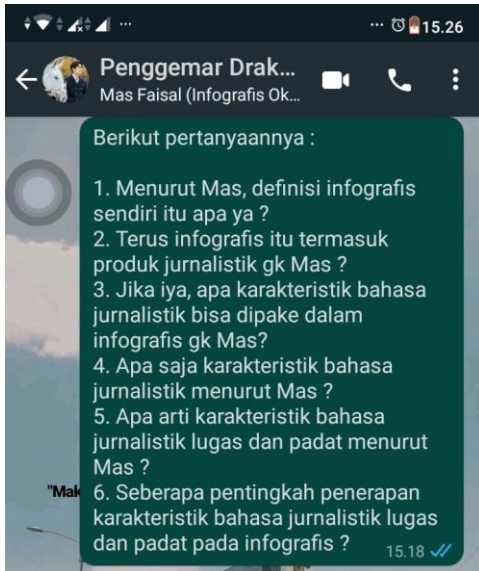 15.26
Penggemar Drak...
Mas Faisal (Infografis Ok...
Berikut pertanyaannya :
1. Menurut Mas, definisi infografis
sendiri itu apa ya ?
2. Terus infografis itu termasuk
produk jurnalistik gk Mas ?
3. Jika iya, apa karakteristik bahasa
jurnalistik bisa dipake dalam
infografis gk Mas?
4. Apa saja karakteristik bahasa
jurnalistik menurut Mas ?
5. Apa arti karakteristik bahasa
jurnalistik lugas dan padat menurut
Mas ?
"Mak
6. Seberapa pentingkah penerapan
karakteristik bahasa jurnalistik lugas
dan padat pada infografis ?
15.18